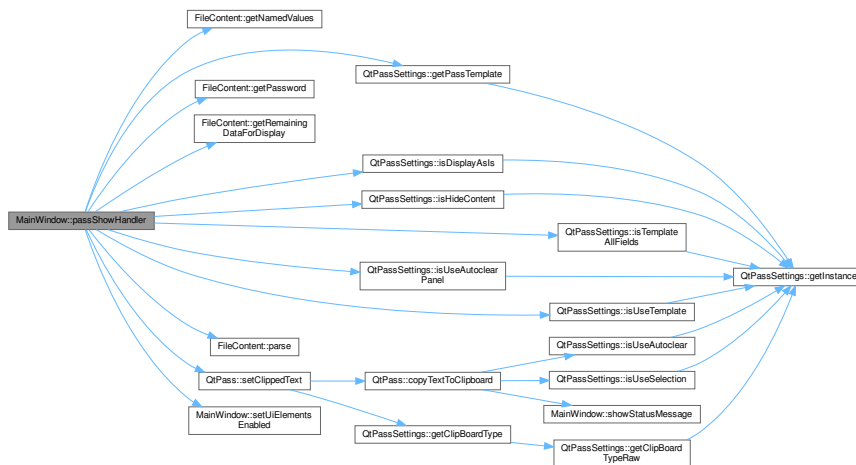 FileContent::getNamedValues
QtPassSettings::getPassTemplate
FileContent::getPassword
FileContent::getRemaining
DataForDisplay
QtPassSettings::isDisplayAsIs
QtPassSettings::isHideContent
MainWindow::passShowHandler
QtPassSettings::isTemplate
AllFields
QtPassSettings::isUseAutoclear
Panel
QtPassSettings::getInstance
QtPassSettings::isUseTemplate
FileContent::parse
QtPassSettings::isUseAutoclear
QtPass::setClippedText
QtPass::copyTextToClipboard
QtPassSettings::isUseSelection
MainWindow::setUiElements
Enabled
MainWindow::showStatusMessage
QtPassSettings::getClipBoardType
QtPassSettings::getClipBoard
TypeRaw